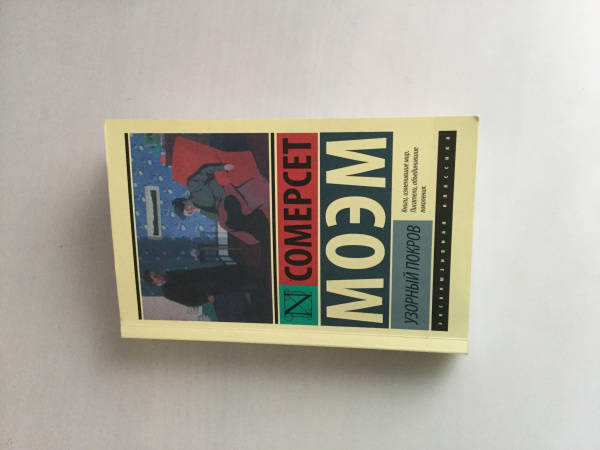 СОМЕРСЕТ
МОЭМ
УЗОРНЫЙ ПОКРОВ
Книги, изменившие мир.
Писатели, объединившие
поколения.
ЭКСКЛЮЗИВНАЯ КЛАССИКА